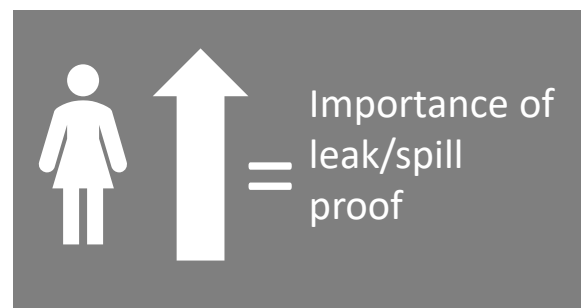 =
Importance of
leak/spill
proof